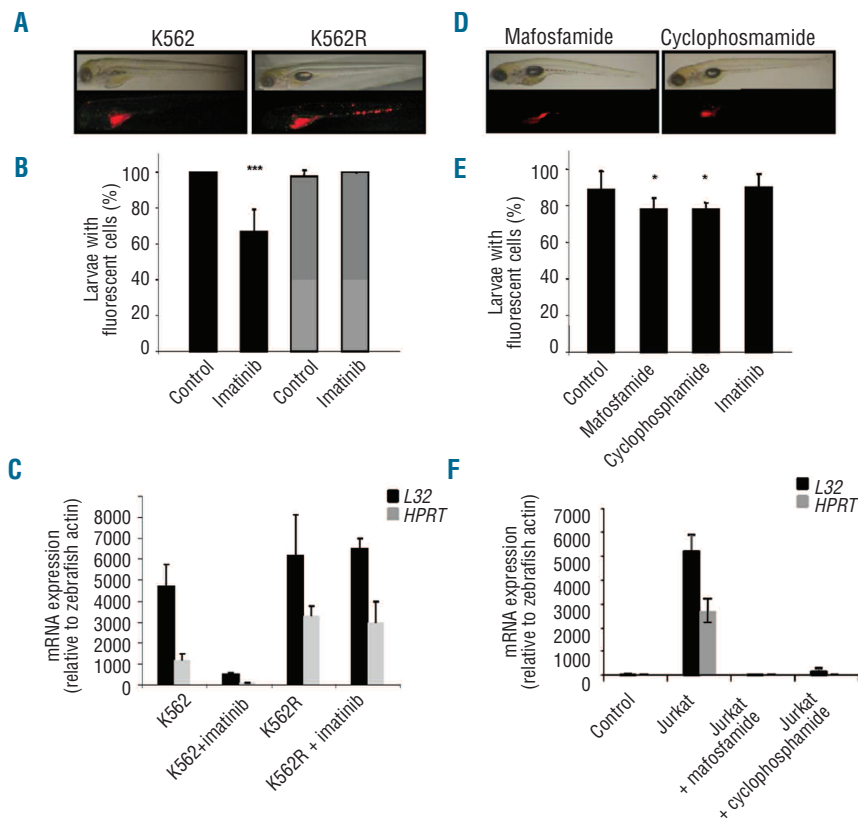 A
K562
K562R
B
***
Larvae with
fluorescent cells (%)
100
80
60
40
20
0
Control
Imatinib
Control
Imatinib
C
L32
HPRT
mRNA expression
(relative to zebrafish actin)
8000
7000
6000
5000
4000
3000
2000
1000
0
K562
K562+imatinib
K562R
K562R + imatinib
D
Mafosfamide
Cyclophosmamide
E
*
*
Larvae with
fluorescent cells (%)
100
80
60
40
20
0
Control
Mafosfamide
Cyclophosphamide
Imatinib
F
L32
HPRT
mRNA expression
(relative to zebrafish actin)
7000
6000
5000
4000
3000
2000
1000
0
Control
Jurkat
Jurkat
+ mafosfamide
Jurkat
+ cyclophosphamide